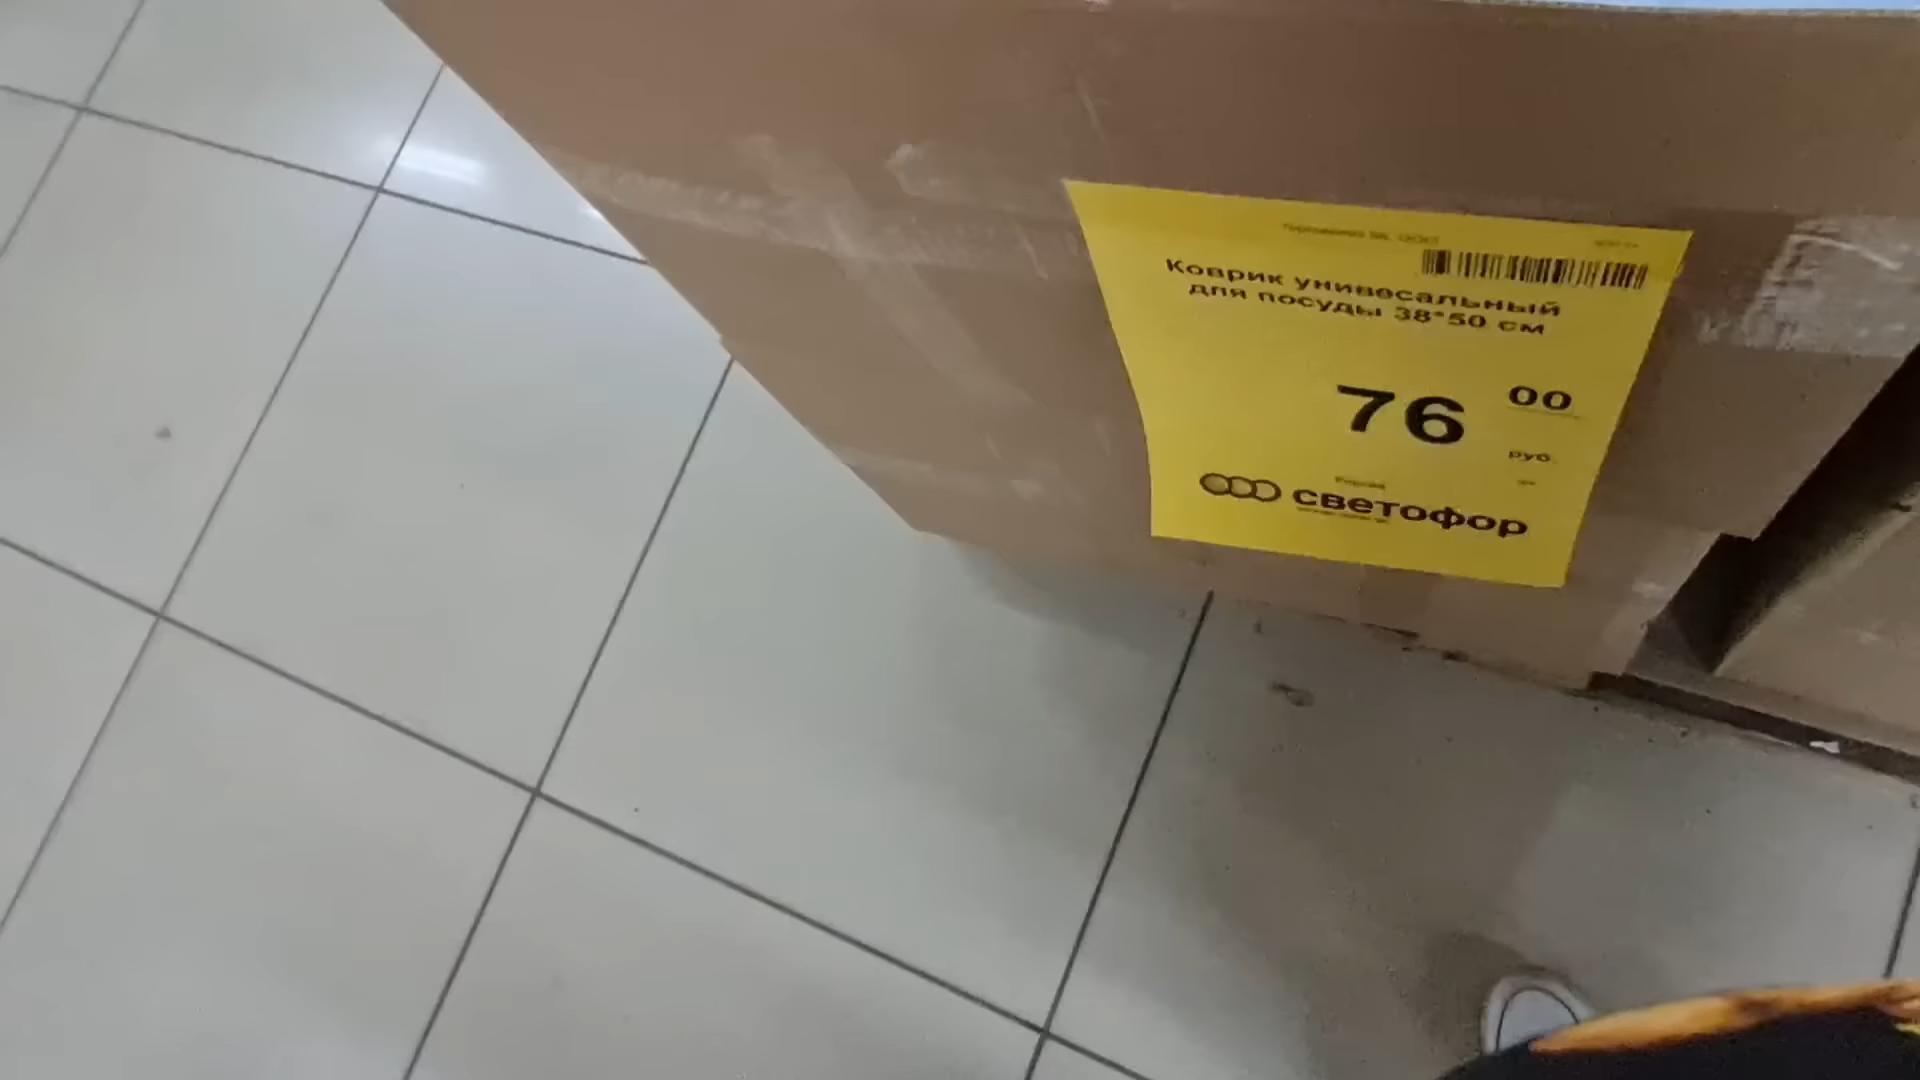 Коврик унивесальный
для посуды 38*50 см
76 00
руб.
светофор